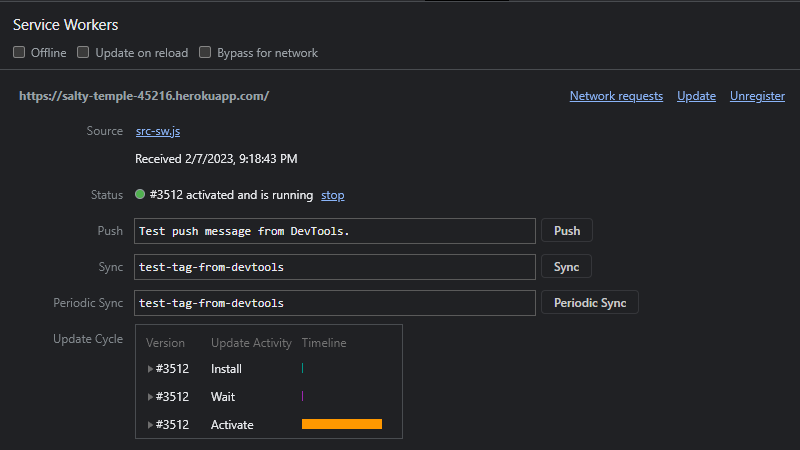 Service Workers
Offline Update on reload Bypass for network
https://salty-temple-45216.herokuapp.com/ Network requests Update Unregister
Source src-sw.js
Received 2/7/2023, 9:18:43 PM
Status #3512 activated and is running stop
Push Test push message from DevTools. Push
Sync test-tag-from-devtools Sync
Periodic Sync test-tag-from-devtools Periodic Sync
Update Cycle Version Update Activity Timeline
#3512 Install
#3512 Wait
#3512 Activate